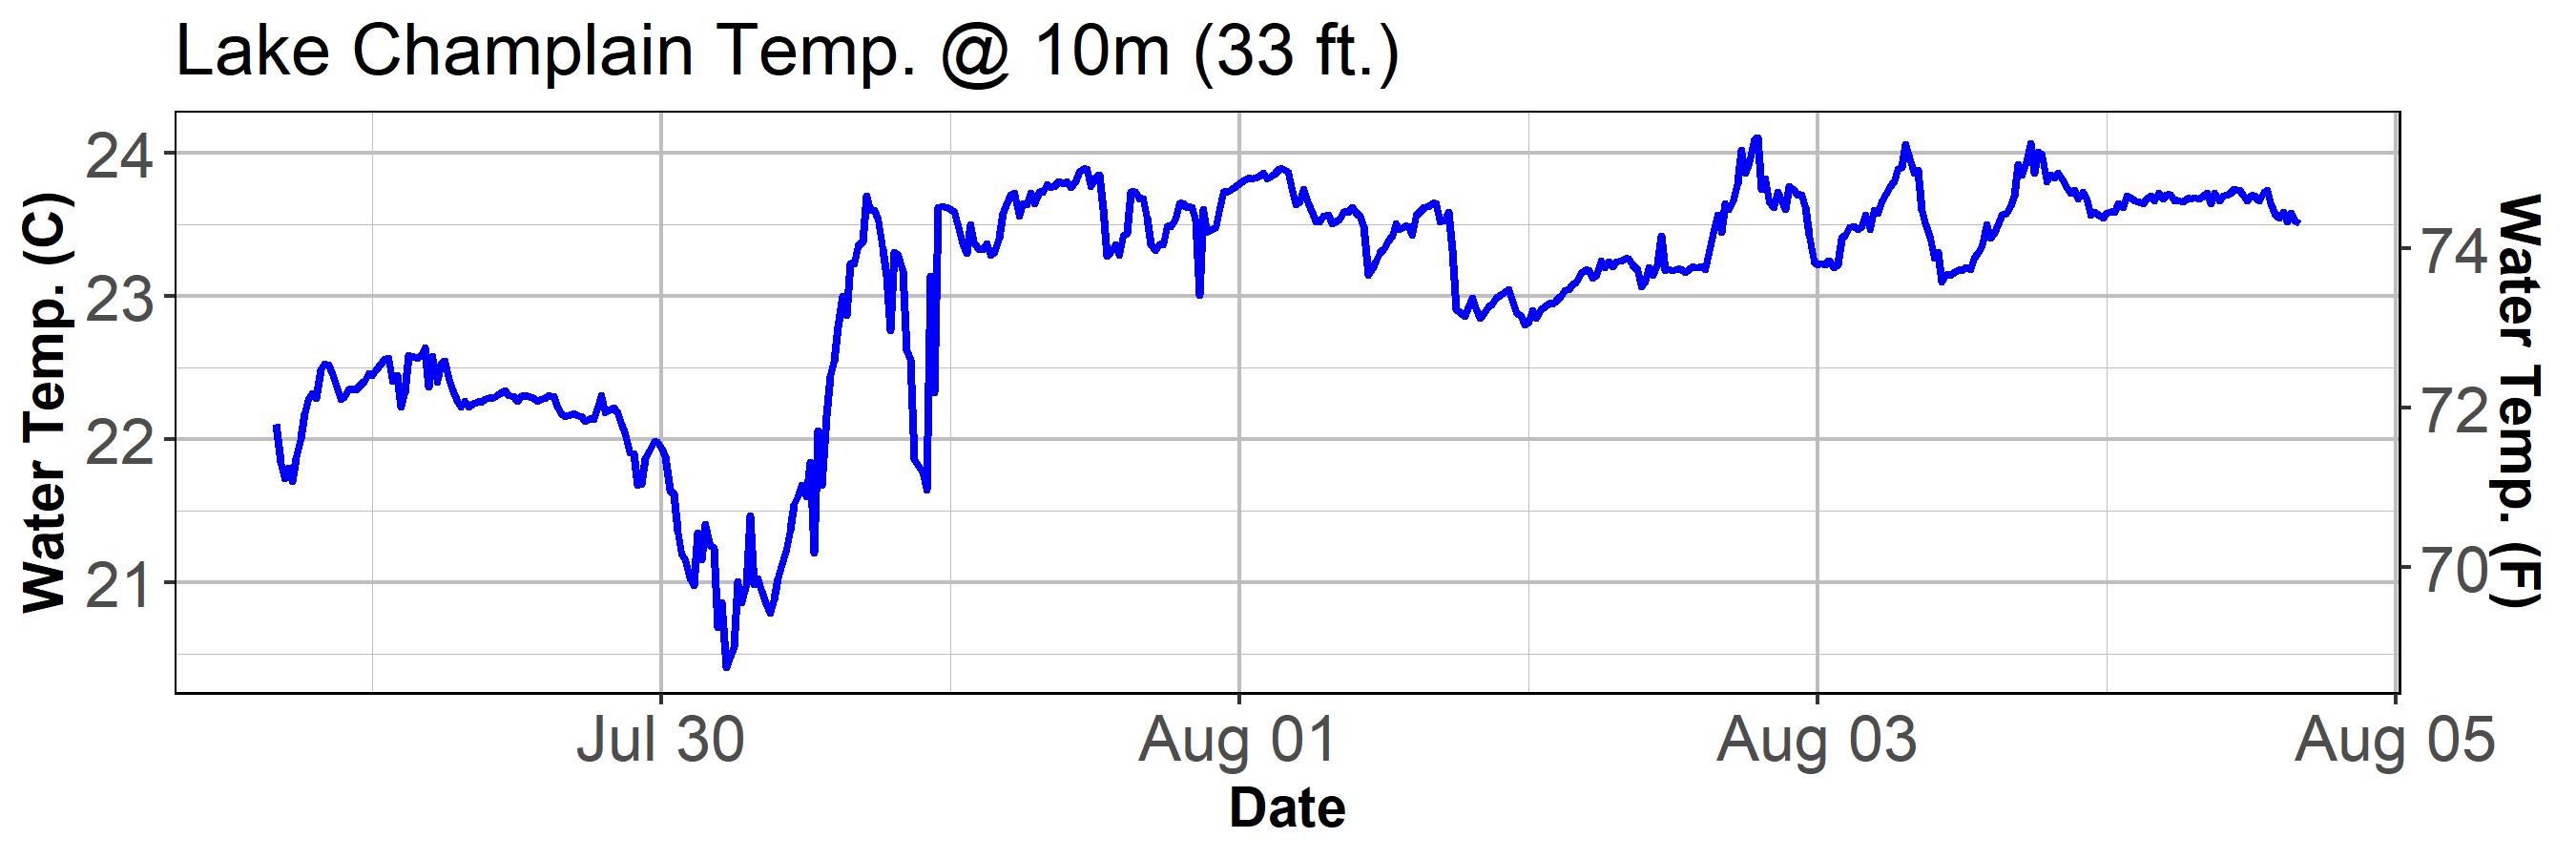 Lake Champlain Temp. @ 10m (33 ft.)
Water Temp. (C)
24
23
22
21
74
72
70
Water Temp. (F)
Jul 30
Aug 01
Aug 03
Aug 05
Date